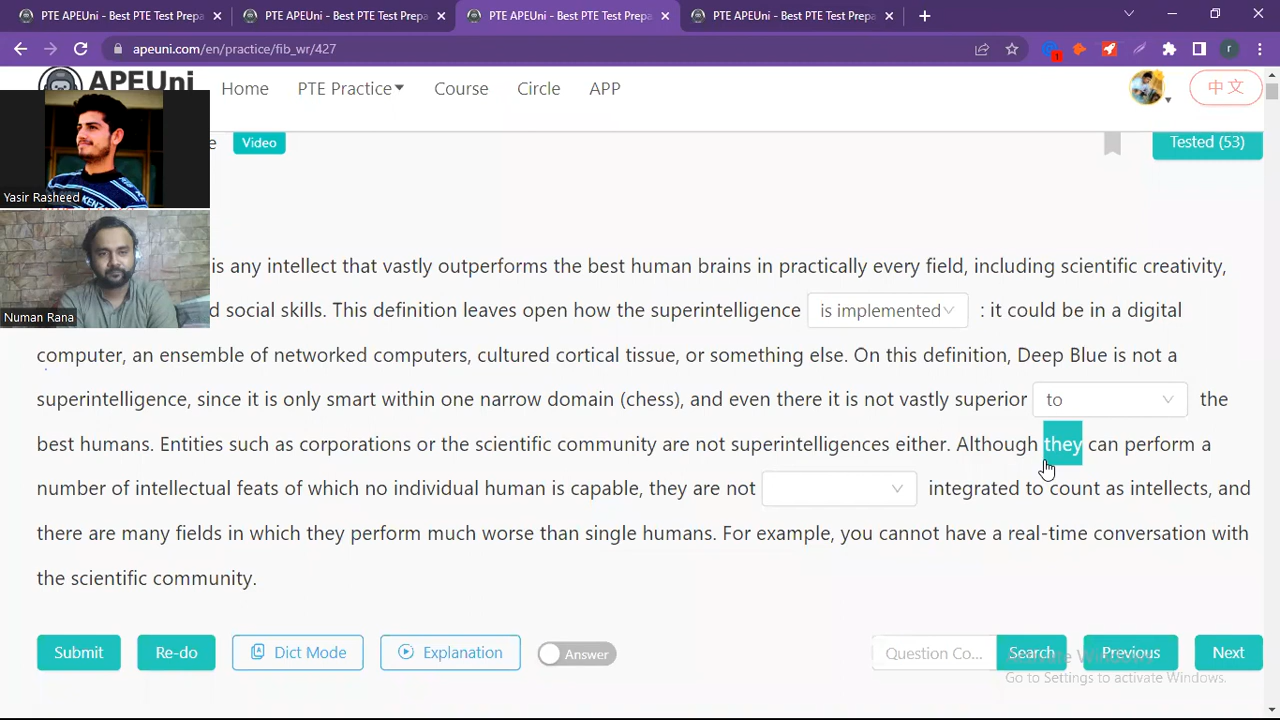 PTE APEUni - Best PTE Test Prepa
PTE APEUni - Best PTE Test Prepa
PTE APEUni - Best PTE Test Prepa
PTE APEUni - Best PTE Test Prepa
apeuni.com/en/practice/fib_wr/427
1
r
APEUni
Home
PTE Practice
Course
Circle
APP
中文
e
Video
Tested (53)
Yasir Rasheed
Numan Rana
is any intellect that vastly outperforms the best human brains in practically every field, including scientific creativity,
d social skills. This definition leaves open how the superintelligence is implemented : it could be in a digital
computer, an ensemble of networked computers, cultured cortical tissue, or something else. On this definition, Deep Blue is not a
superintelligence, since it is only smart within one narrow domain (chess), and even there it is not vastly superior to the
best humans. Entities such as corporations or the scientific community are not superintelligences either. Although they can perform a
number of intellectual feats of which no individual human is capable, they are not integrated to count as intellects, and
there are many fields in which they perform much worse than single humans. For example, you cannot have a real-time conversation with
the scientific community.
Submit
Re-do
Dict Mode
Explanation
Answer
Question Co...
Search
Previous
Next
Activate Windows
Go to Settings to activate Windows.